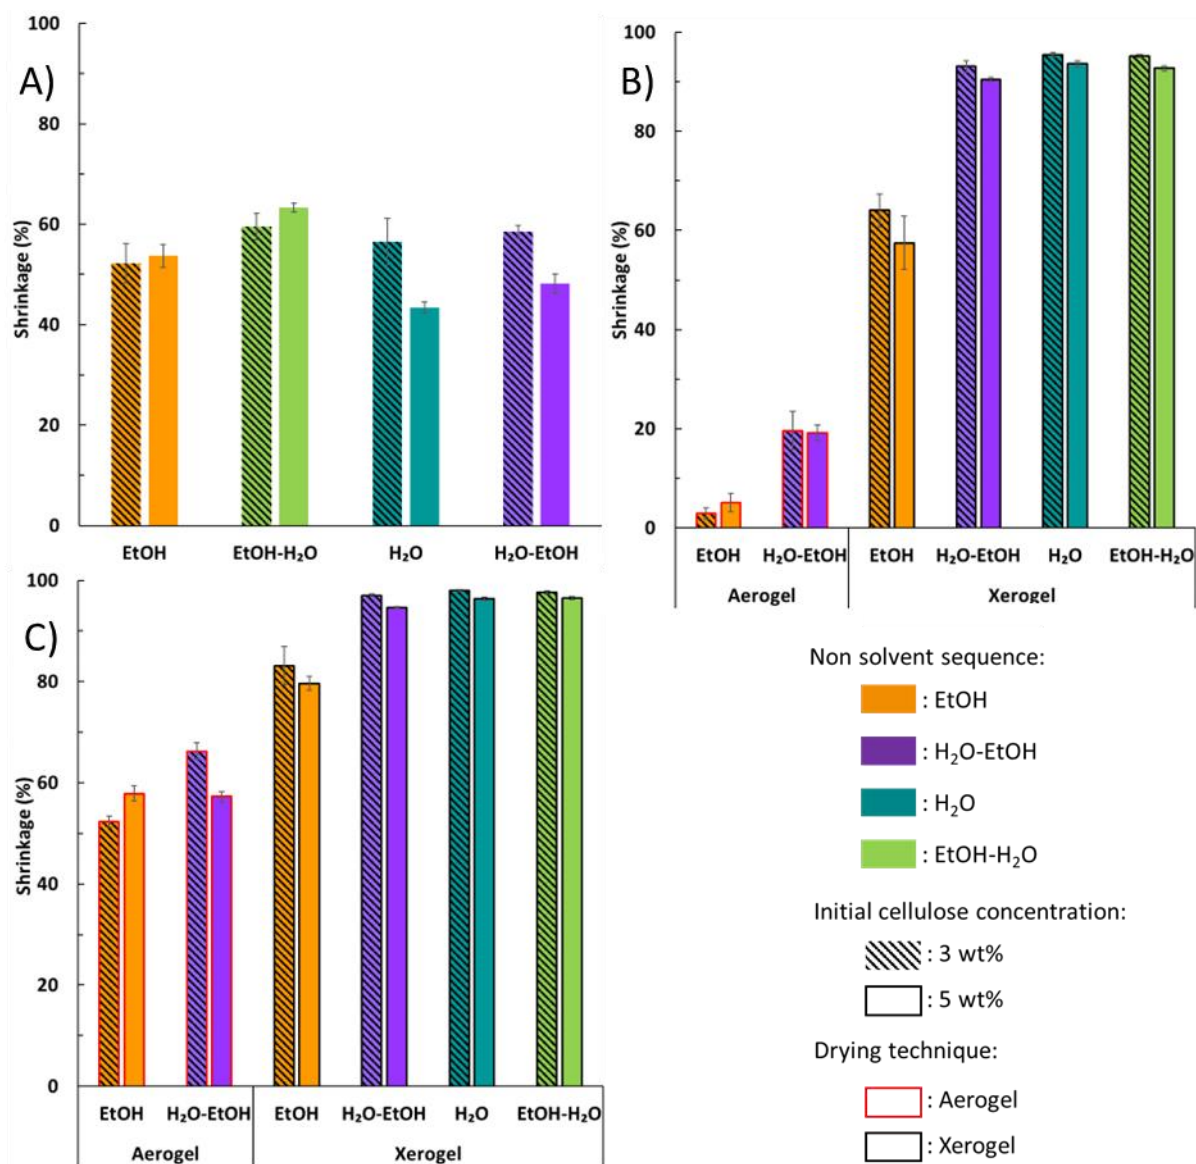 A)
Shrinkage (%)
100
80
60
40
20
0
EtOH
EtOH-H₂O
H₂O
H₂O-EtOH
B)
Shrinkage (%)
100
80
60
40
20
0
EtOH
H₂O-EtOH
EtOH
H₂O-EtOH
H₂O
EtOH-H₂O
Aerogel
Xerogel
C)
Shrinkage (%)
100
80
60
40
20
0
EtOH
H₂O-EtOH
EtOH
H₂O-EtOH
H₂O
EtOH-H₂O
Aerogel
Xerogel
Non solvent sequence:
: EtOH
: H₂O-EtOH
: H₂O
: EtOH-H₂O
Initial cellulose concentration:
: 3 wt%
: 5 wt%
Drying technique:
: Aerogel
: Xerogel